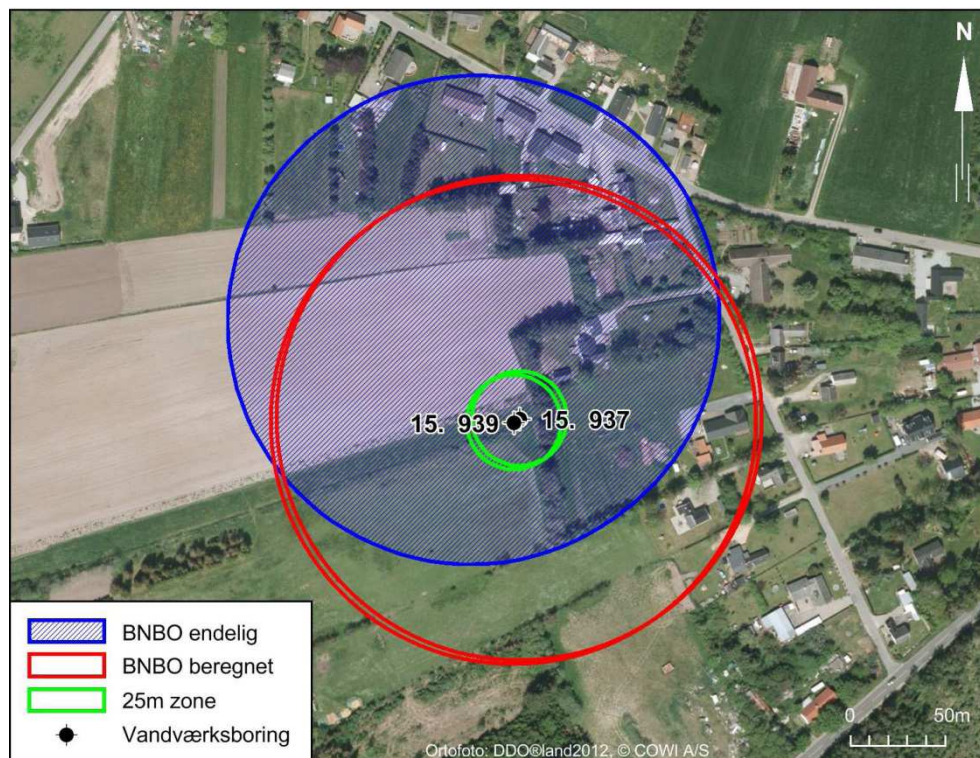 N
15. 939
15. 937
BNBO endelig
BNBO beregnet
25m zone
Vandværksboring
0 50m
Ortofoto: DDO®land2012, © COWI A/S